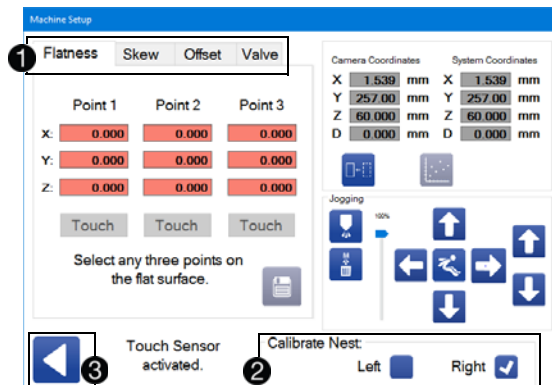 Machine Setup
1
Flatness Skew Offset Valve
Point 1 Point 2 Point 3
X: 0.000 0.000 0.000
Y: 0.000 0.000 0.000
Z: 0.000 0.000 0.000
Touch Touch Touch
Select any three points on
the flat surface.
Camera Coordinates System Coordinates
X 1.539 mm X 1.539 mm
Y 257.00 mm Y 257.00 mm
Z 60.000 mm Z 60.000 mm
D 0.000 mm D 0.000 mm
Jogging
100%
3
Touch Sensor
activated.
2
Calibrate Nest:
Left Right